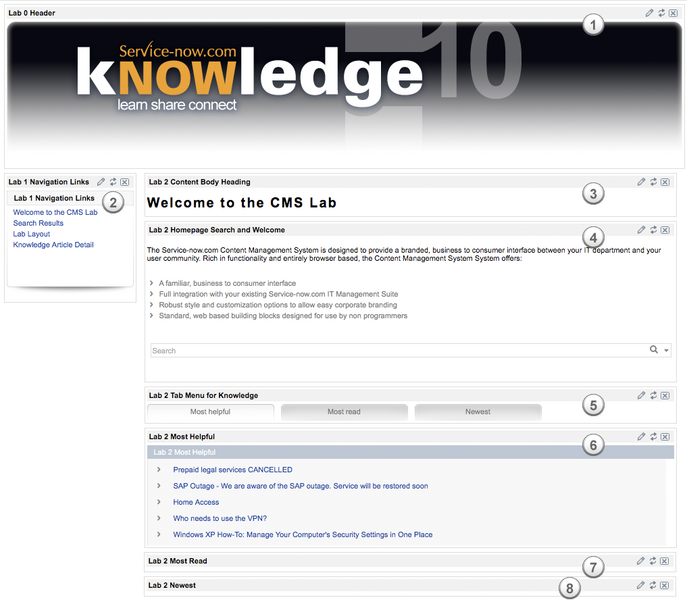 Lab 0 Header
1
Service-now.com
10
kNOWledge
learn share connect
Lab 1 Navigation Links
2
Lab 1 Navigation Links
Welcome to the CMS Lab
Search Results
Lab Layout
Knowledge Article Detail
Lab 2 Content Body Heading
3
Welcome to the CMS Lab
Lab 2 Homepage Search and Welcome
4
The Service-now.com Content Management System is designed to provide a branded, business to consumer interface between your IT department and your
user community. Rich in functionality and entirely browser based, the Content Management System System offers:
A familiar, business to consumer interface
Full integration with your existing Service-now.com IT Management Suite
Robust style and customization options to allow easy corporate branding
Standard, web based building blocks designed for use by non programmers
Search
Lab 2 Tab Menu for Knowledge
5
Most helpful Most read Newest
Lab 2 Most Helpful
6
Lab 2 Most Helpful
Prepaid legal services CANCELLED
SAP Outage - We are aware of the SAP outage. Service will be restored soon
Home Access
Who needs to use the VPN?
Windows XP How-To: Manage Your Computer's Security Settings in One Place
Lab 2 Most Read
7
Lab 2 Newest
8